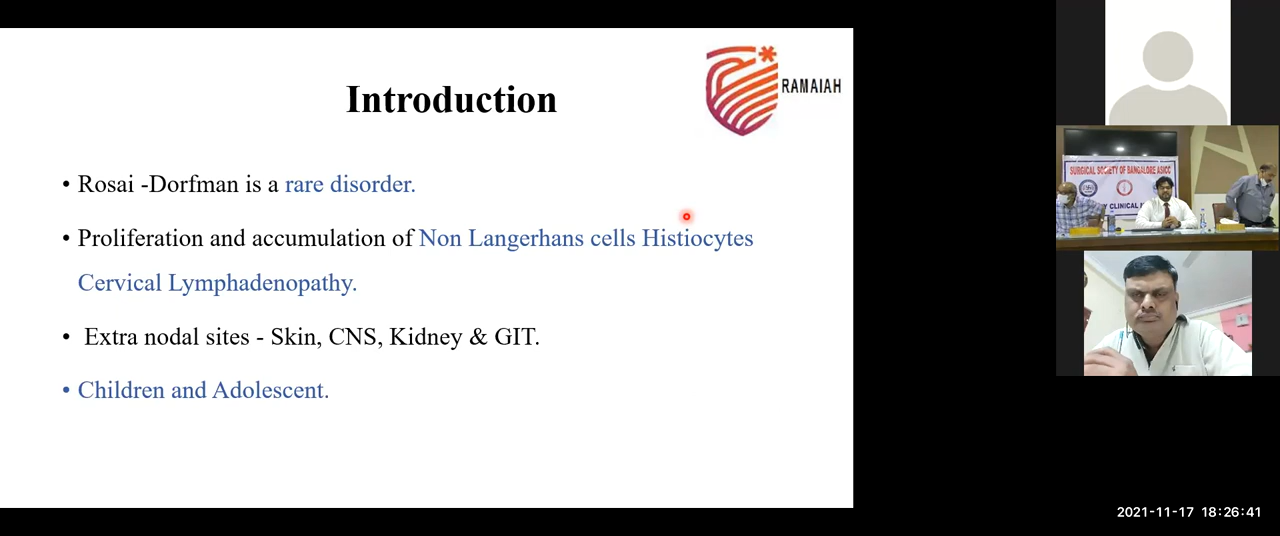 Introduction
RAMAIAH
• Rosai -Dorfman is a rare disorder.
• Proliferation and accumulation of Non Langerhans cells Histiocytes
Cervical Lymphadenopathy.
• Extra nodal sites - Skin, CNS, Kidney & GIT.
• Children and Adolescent.
SURGICAL SOCIETY OF BANGALORE ASICC
CLINICAL
2021-11-17 18:26:41